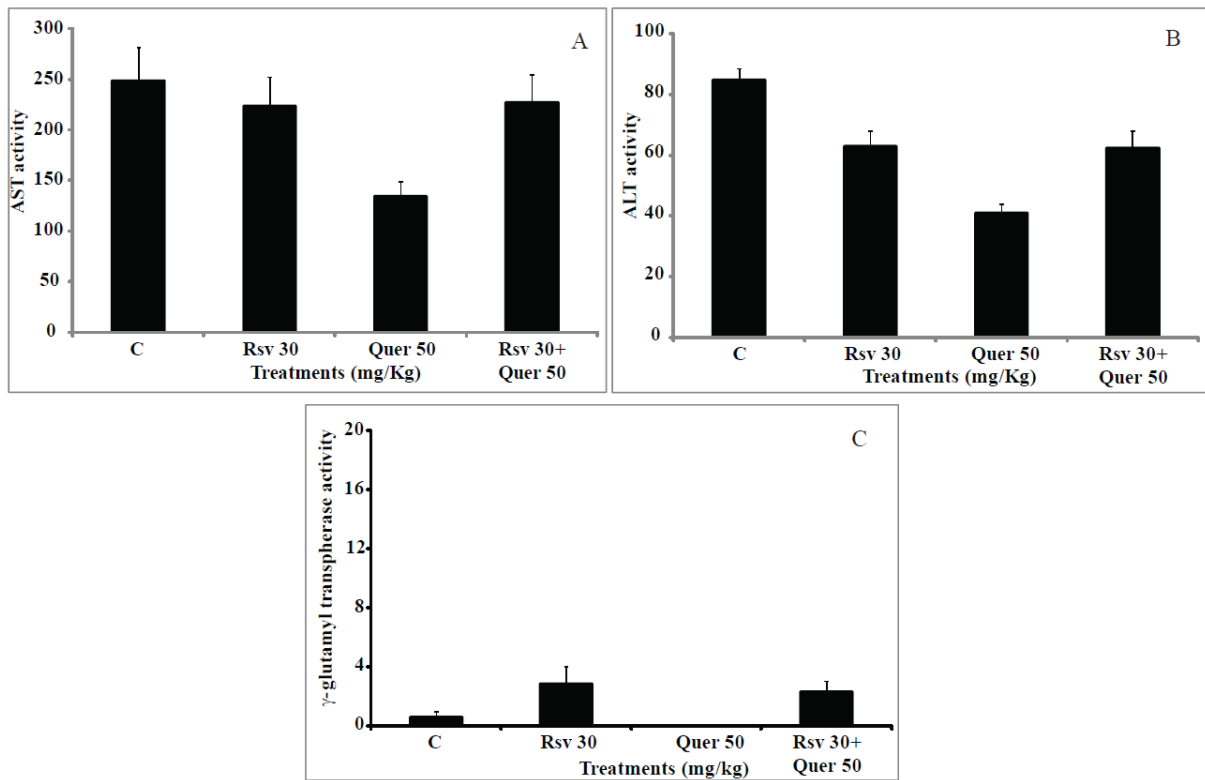 A
AST activity
300
250
200
150
100
50
0
C Rsv 30 Quer 50 Rsv 30+
Treatments (mg/Kg) Quer 50
B
ALT activity
100
80
60
40
20
0
C Rsv 30 Quer 50 Rsv 30+
Treatments (mg/Kg) Quer 50
C
γ-glutamyl transpherase activity
20
16
12
8
4
0
C Rsv 30 Quer 50 Rsv 30+
Treatments (mg/kg) Quer 50